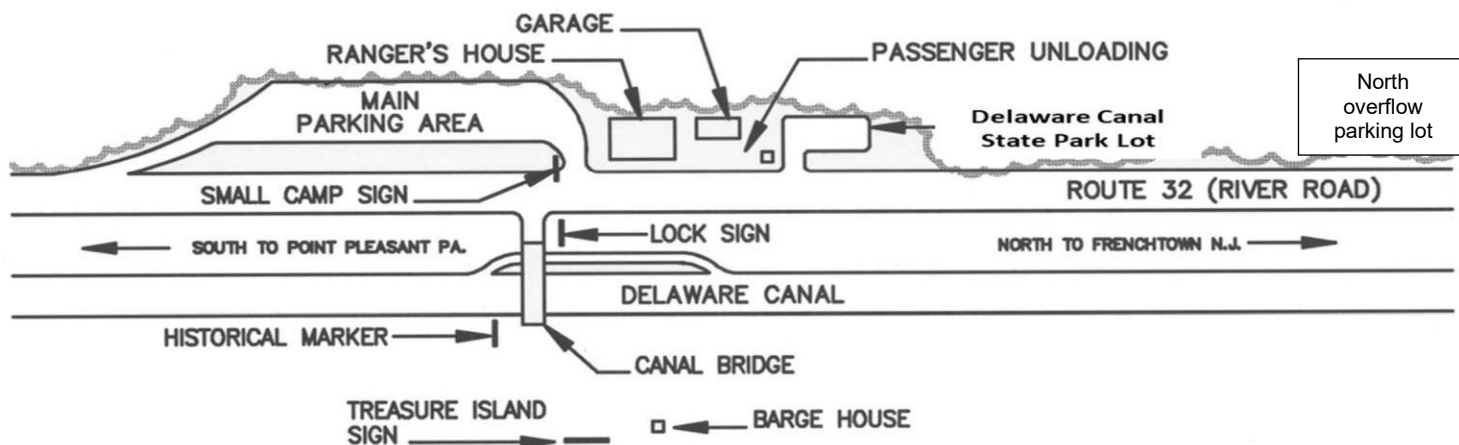 GARAGE
RANGER'S HOUSE
PASSENGER UNLOADING
North
overflow
parking lot
MAIN
PARKING AREA
Delaware Canal
State Park Lot
SMALL CAMP SIGN
ROUTE 32 (RIVER ROAD)
LOCK SIGN
SOUTH TO POINT PLEASANT PA.
NORTH TO FRENCHTOWN N.J.
DELAWARE CANAL
HISTORICAL MARKER
CANAL BRIDGE
TREASURE ISLAND
SIGN
BARGE HOUSE